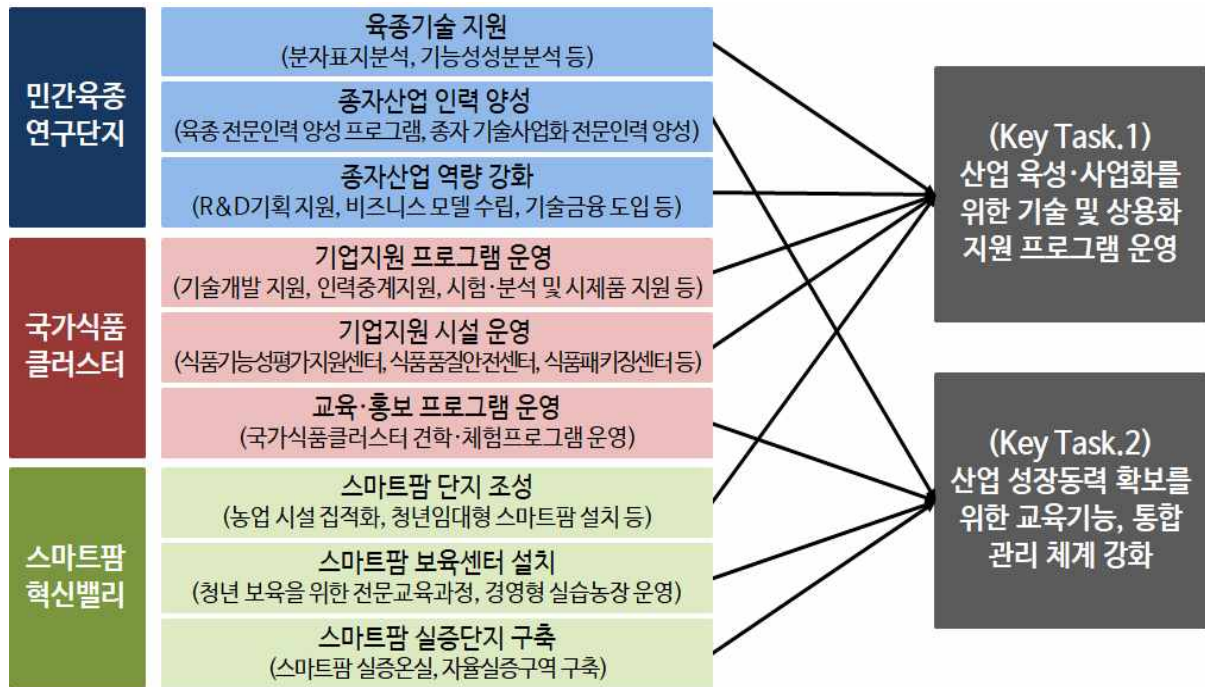 민간육종
연구단지
육종기술 지원
(분자표지분석, 기능성성분분석 등)
종자산업 인력 양성
(육종 전문인력 양성 프로그램, 종자 기술사업화 전문인력 양성)
종자산업 역량 강화
(R&D기획 지원, 비즈니스 모델 수립, 기술금융 도입 등)
국가식품
클러스터
기업지원 프로그램 운영
(기술개발 지원, 인력중계지원, 시험·분석 및 시제품 지원 등)
기업지원 시설 운영
(식품기능성평가지원센터, 식품품질안전센터, 식품패키징센터 등)
교육·홍보 프로그램 운영
(국가식품클러스터 견학·체험프로그램 운영)
스마트팜
혁신밸리
스마트팜 단지 조성
(농업 시설 집적화, 청년임대형 스마트팜 설치 등)
스마트팜 보육센터 설치
(청년 보육을 위한 전문교육과정, 경영형 실습농장 운영)
스마트팜 실증단지 구축
(스마트팜 실증온실, 자율실증구역 구축)
(Key Task.1)
산업 육성·사업화를
위한 기술 및 상용화
지원 프로그램 운영
(Key Task.2)
산업 성장동력 확보를
위한 교육기능, 통합
관리 체계 강화